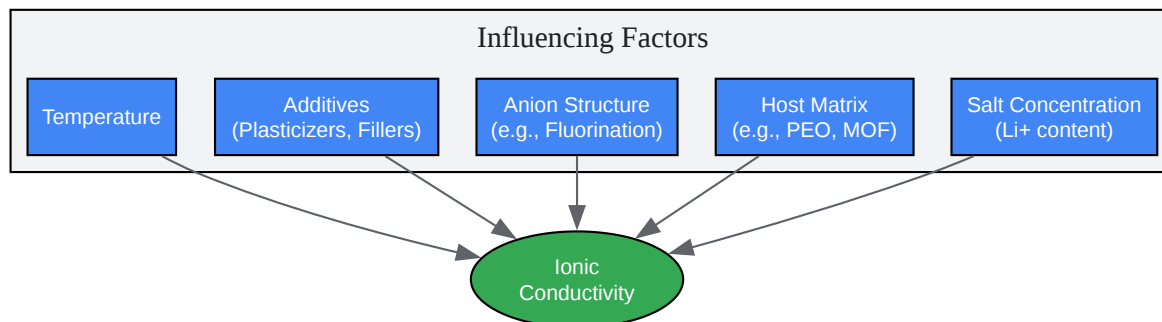 Influencing Factors
Temperature
Additives
(Plasticizers, Fillers)
Anion Structure
(e.g., Fluorination)
Host Matrix
(e.g., PEO, MOF)
Salt Concentration
(Li+ content)
Ionic
Conductivity